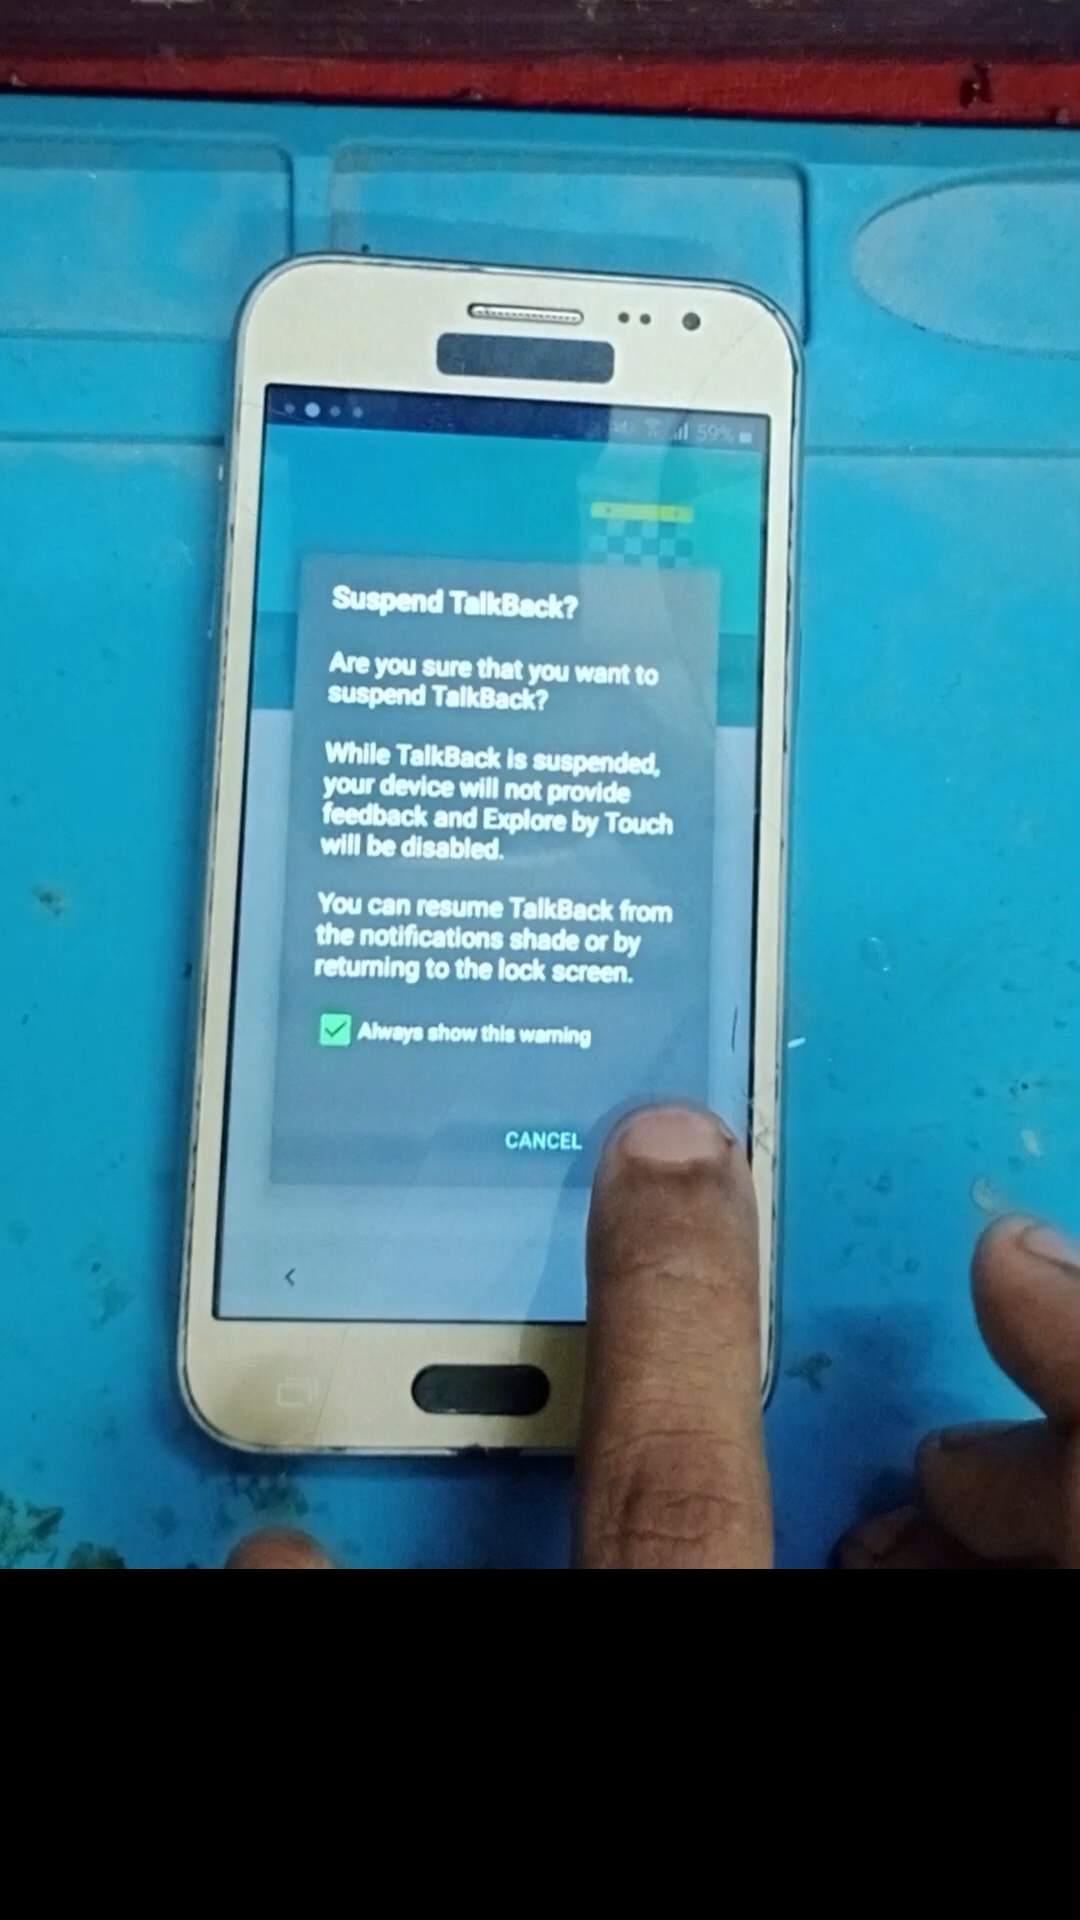 59%
Suspend TalkBack?
Are you sure that you want to
suspend TalkBack?
While TalkBack is suspended,
your device will not provide
feedback and Explore by Touch
will be disabled.
You can resume TalkBack from
the notifications shade or by
returning to the lock screen.
Always show this warning
CANCEL